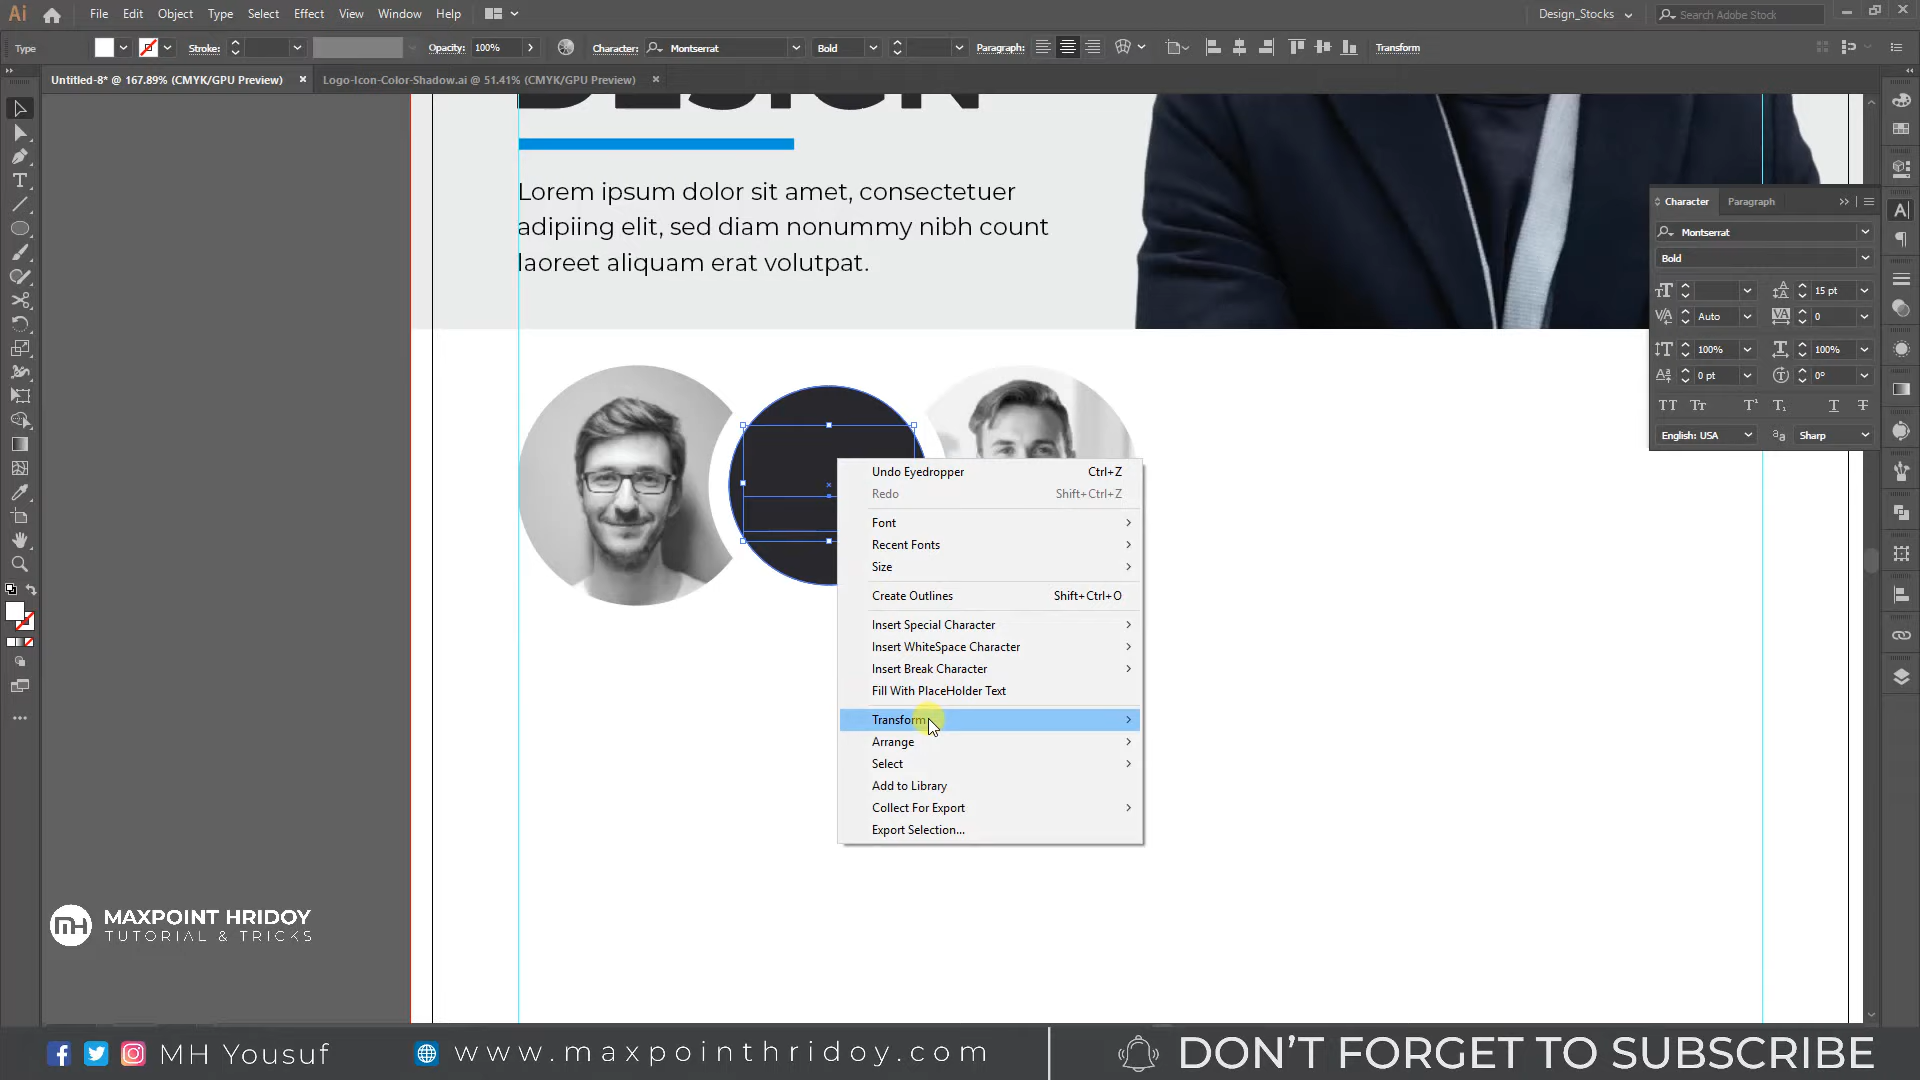 Ai
File Edit Object Type Select Effect View Window Help
Design_Stocks
Search Adobe Stock
Type
Stroke:
Opacity: 100%
Character: Montserrat
Bold
Paragraph:
Transform
Untitled-8* @ 167.89% (CMYK/GPU Preview) ×
Logo-Icon-Color-Shadow.ai @ 51.41% (CMYK/GPU Preview) ×
DESIGN
Lorem ipsum dolor sit amet, consectetuer
adipiing elit, sed diam nonummy nibh count
laoreet aliquam erat volutpat.
Character Paragraph
Montserrat
Bold
15 pt
Auto
0
100%
100%
0 pt
0°
English: USA
Sharp
Undo Eyedropper Ctrl+Z
Redo Shift+Ctrl+Z
Font
Recent Fonts
Size
Create Outlines Shift+Ctrl+O
Insert Special Character
Insert WhiteSpace Character
Insert Break Character
Fill With PlaceHolder Text
Transform
Arrange
Select
Add to Library
Collect For Export
Export Selection...
MH
MAXPOINT HRIDOY
TUTORIAL & TRICKS
MH Yousuf
www.maxpointhridoy.com
DON'T FORGET TO SUBSCRIBE